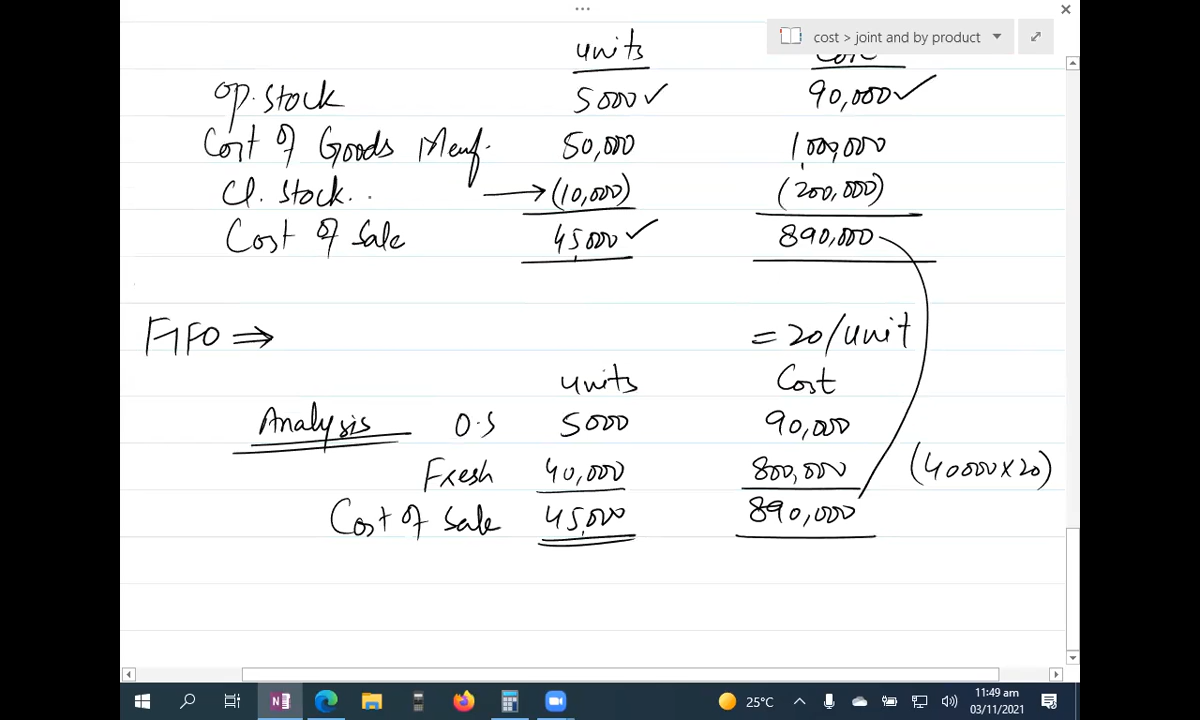 cost > joint and by product
units Cost
Op. Stock 5000 ✓ 90,000 ✓
Cost Of Goods Manf. 50,000 1,000,000
Cl. Stock.. → (10,000) (200,000)
Cost Of Sale 45,000 ✓ 890,000
FIFO ⇒ = 20/unit
units Cost
Analysis O.S 5000 90,000
Fresh 40,000 800,000 (40000 x 20)
Cost Of Sale 45,000 890,000
25°C
11:49 am
03/11/2021